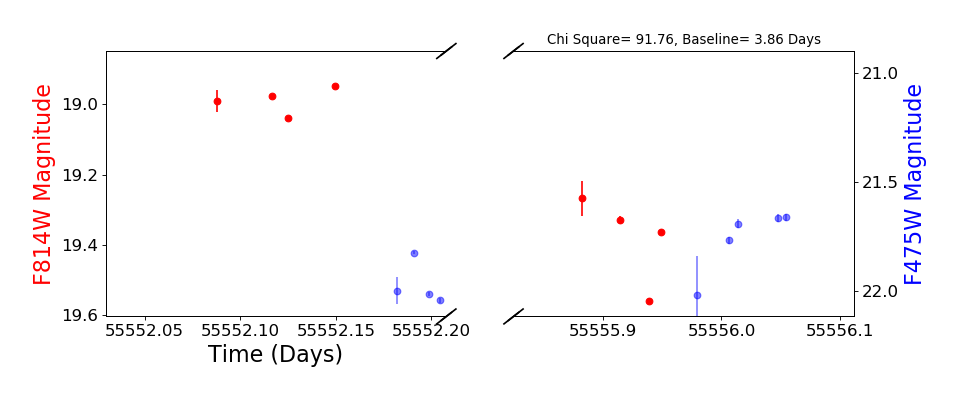 Chi Square= 91.76, Baseline= 3.86 Days
F814W Magnitude
19.0
19.2
19.4
19.6
21.0
21.5
22.0
F475W Magnitude
55552.05 55552.10 55552.15 55552.20 55555.9 55556.0 55556.1
Time (Days)